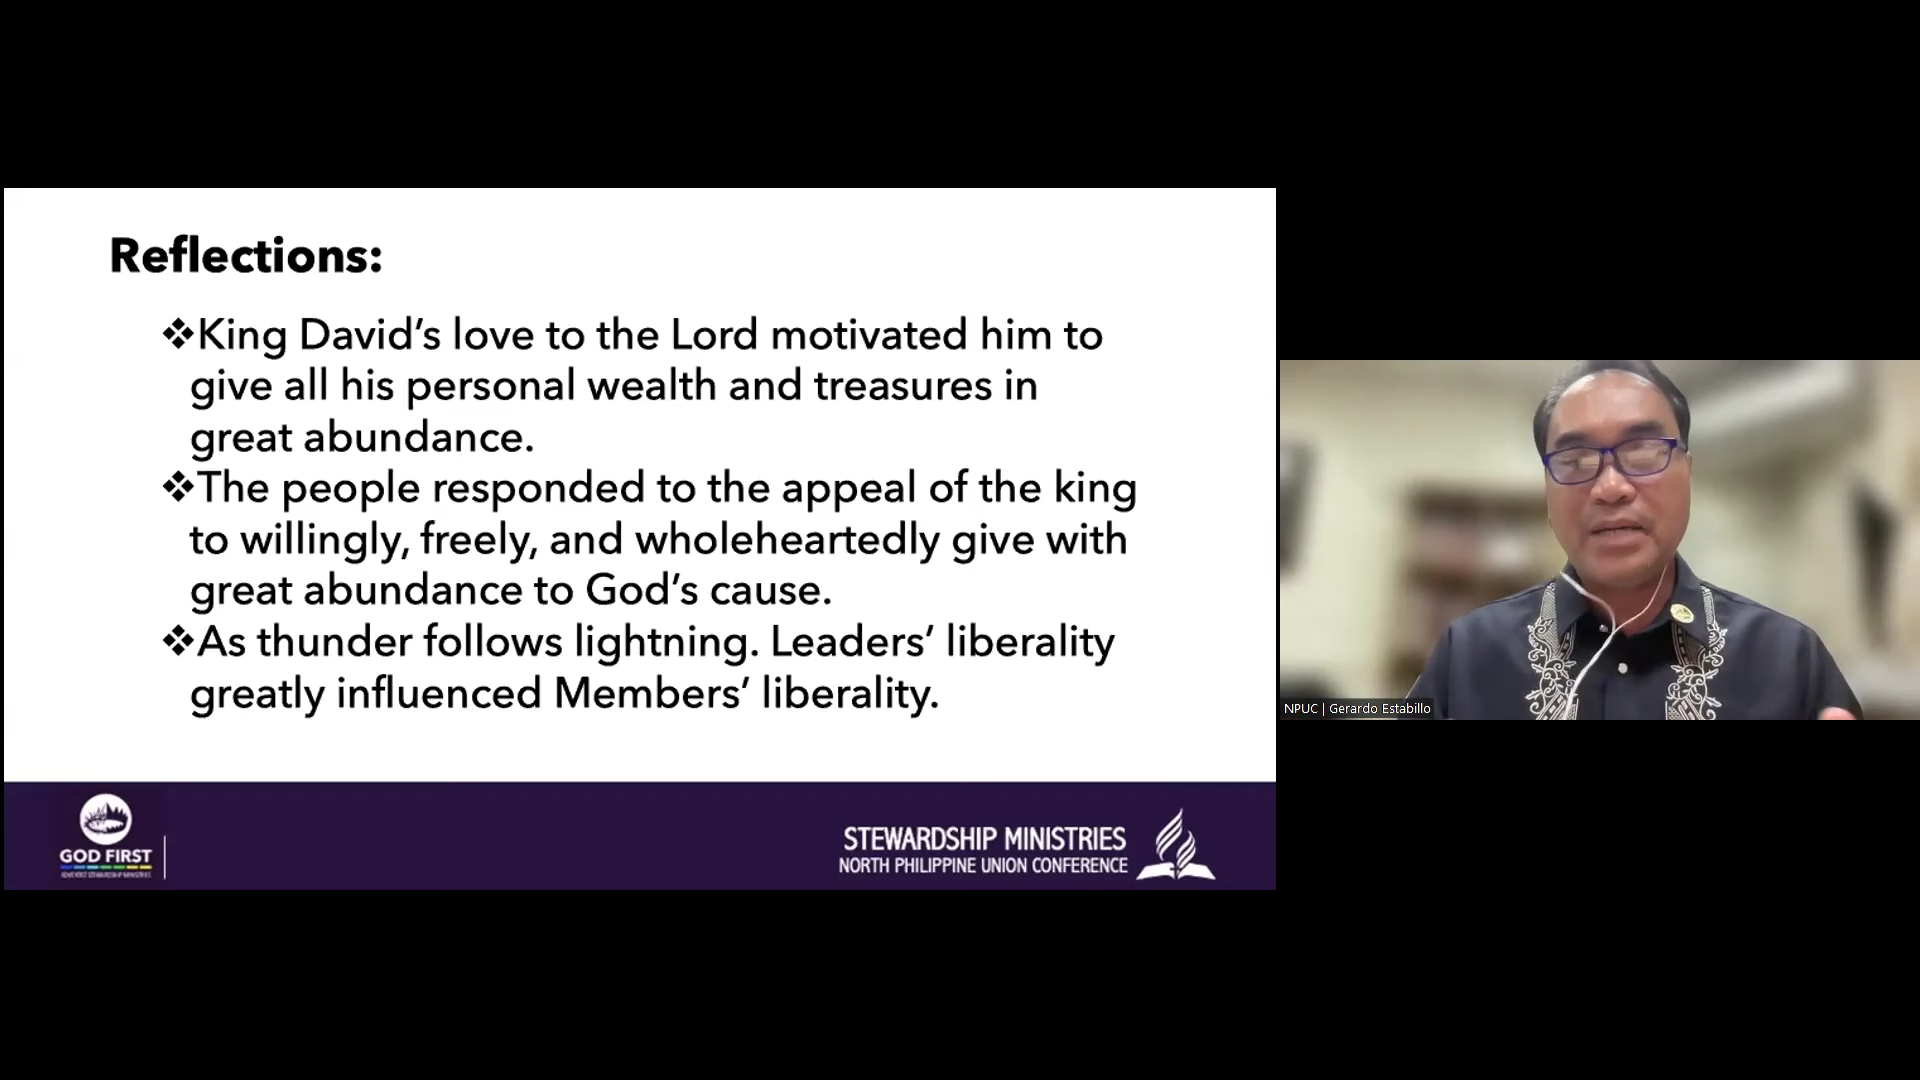 Reflections:
❖King David’s love to the Lord motivated him to
give all his personal wealth and treasures in
great abundance.
❖The people responded to the appeal of the king
to willingly, freely, and wholeheartedly give with
great abundance to God’s cause.
❖As thunder follows lightning. Leaders’ liberality
greatly influenced Members’ liberality.
GOD FIRST
ADVENTIST STEWARDSHIP MINISTRIES
STEWARDSHIP MINISTRIES
NORTH PHILIPPINE UNION CONFERENCE
NPUC | Gerardo Estabillo